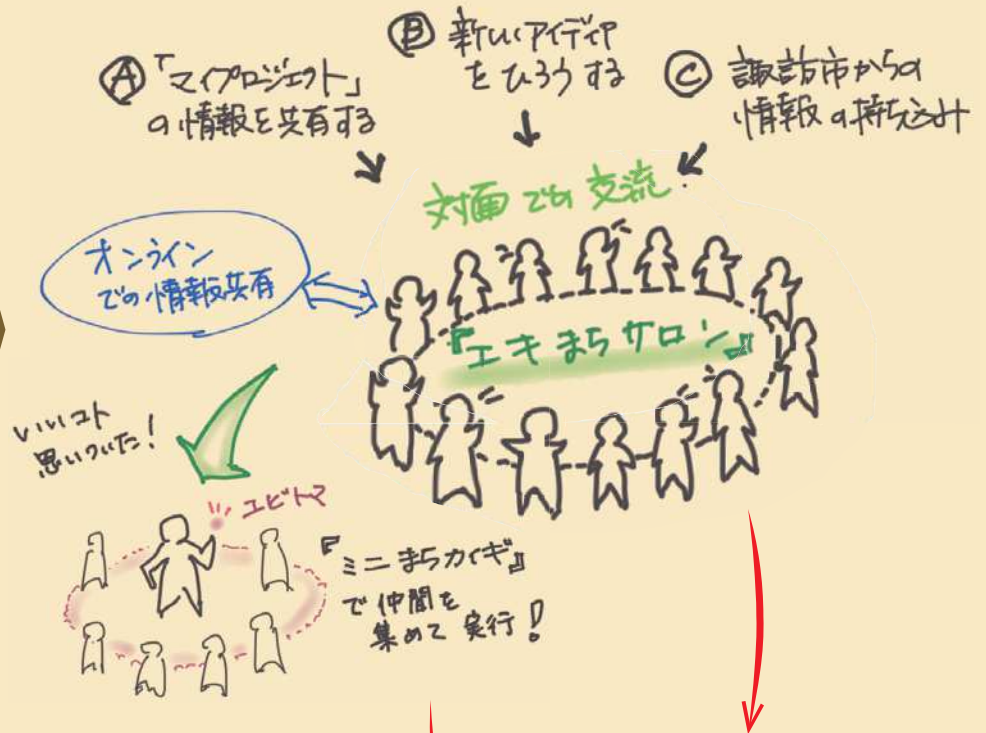 Ⓐ「マイプロジェクト」
の情報を共有する
Ⓑ 新しいアイディア
をひろうする
Ⓒ 諏訪市からの
情報の持ち込み
対面での交流
オンライン
での情報共有
『エキまちサロン』
いいコト
思いついた!
ユビトマ
『ミニまちカイギ』
で仲間を
集めて実行!